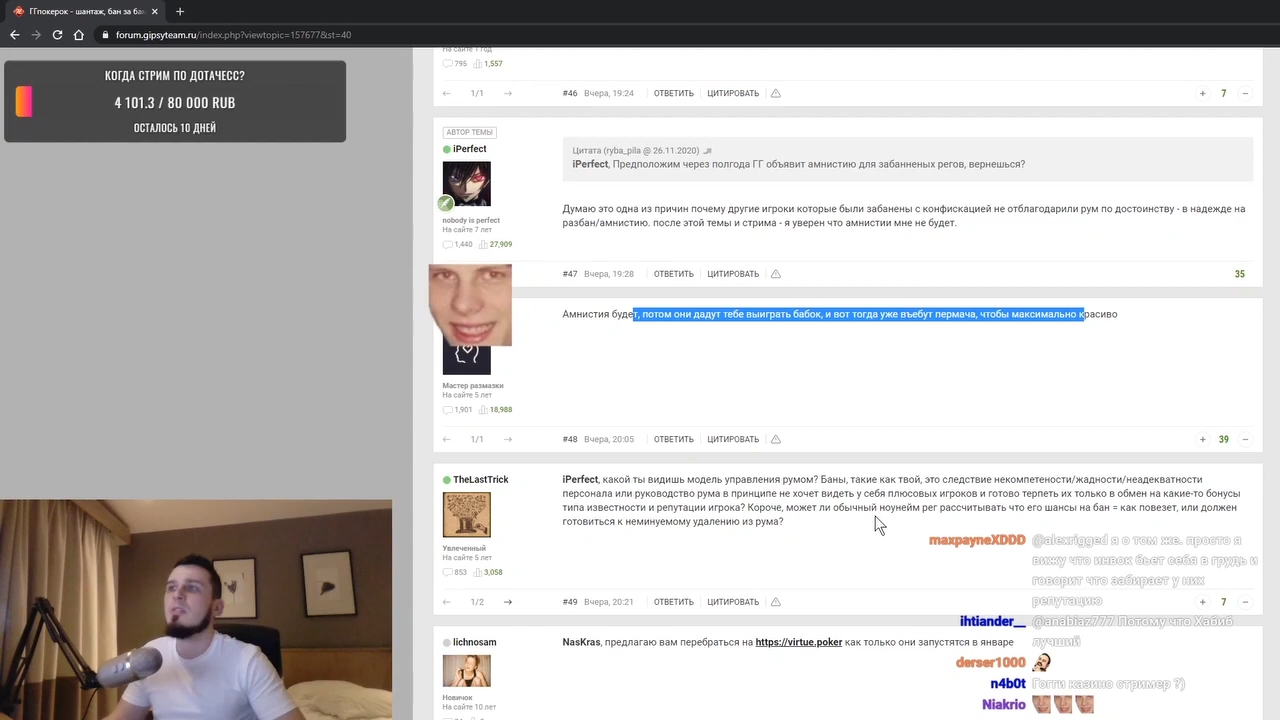 ГГпокерок - шантаж, бан за ба
forum.gipsyteam.ru/index.php?viewtopic=157677&st=40
КОГДА СТРИМ ПО ДОТАЧЕСС?
4 101.3 / 80 000 RUB
ОСТАЛОСЬ 10 ДНЕЙ
На сайте 1 год
795 1,557
1/1
#46 Вчера, 19:24 ОТВЕТИТЬ ЦИТИРОВАТЬ
+ 7 −
АВТОР ТЕМЫ
iPerfect
nobody is perfect
На сайте 7 лет
1,440 27,909
Цитата (ryba_pila @ 26.11.2020)
iPerfect, Предположим через полгода ГГ объявит амнистию для забанненых регов, вернешься?
Думаю это одна из причин почему другие игроки которые были забанены с конфискацией не отблагодарили рум по достоинству - в надежде на
разбан/амнистию. после этой темы и стрима - я уверен что амнистии мне не будет.
#47 Вчера, 19:28 ОТВЕТИТЬ ЦИТИРОВАТЬ
35
Амнистия будет, потом они дадут тебе выиграть бабок, и вот тогда уже въебут пермача, чтобы максимально красиво
Мастер размазки
На сайте 5 лет
1,901 18,988
1/1
#48 Вчера, 20:05 ОТВЕТИТЬ ЦИТИРОВАТЬ
+ 39 −
TheLastTrick
Увлеченный
На сайте 5 лет
853 3,058
iPerfect, какой ты видишь модель управления румом? Баны, такие как твой, это следствие некомпетености/жадности/неадекватности
персонала или руководство рума в принципе не хочет видеть у себя плюсовых игроков и готово терпеть их только в обмен на какие-то бонусы
типа известности и репутации игрока? Короче, может ли обычный ноунейм рег рассчитывать что его шансы на бан = как повезет, или должен
готовиться к неминуемому удалению из рума?
1/2
#49 Вчера, 20:21 ОТВЕТИТЬ ЦИТИРОВАТЬ
+ 7 −
lichnosam
Новичок
На сайте 10 лет
NasKras, предлагаю вам перебраться на https://virtue.poker как только они запустятся в январе
maxpayneXDDD @alexrigged я о том же. просто я
вижу что инвок бьет себя в грудь и
говорит что забирает у них
репутацию
ihtiander__ @anabiaz777 Потому что Хабиб
лучший
derser1000
n4b0t Гогги казино стример ?)
Niakrio